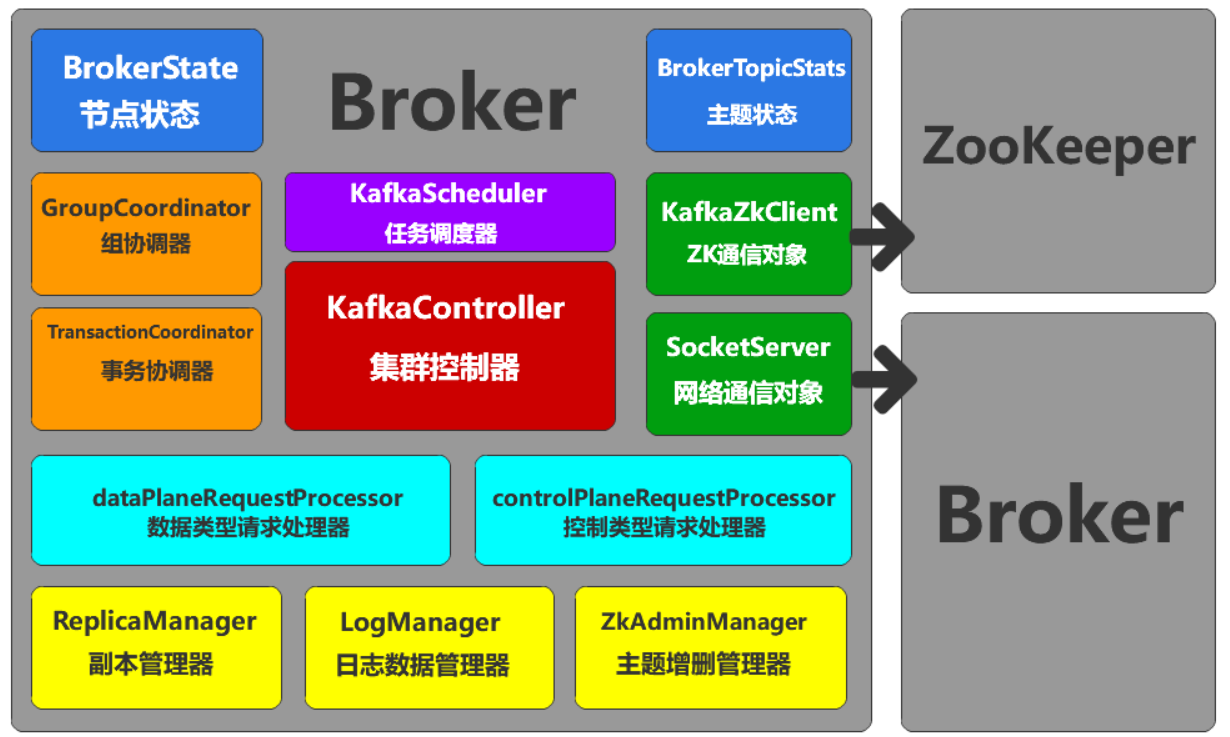 Broker
BrokerState
节点状态
BrokerTopicStats
主题状态
GroupCoordinator
组协调器
KafkaScheduler
任务调度器
KafkaZkClient
ZK通信对象
TransactionCoordinator
事务协调器
KafkaController
集群控制器
SocketServer
网络通信对象
dataPlaneRequestProcessor
数据类型请求处理器
controlPlaneRequestProcessor
控制类型请求处理器
ReplicaManager
副本管理器
LogManager
日志数据管理器
ZkAdminManager
主题增删管理器
ZooKeeper
Broker